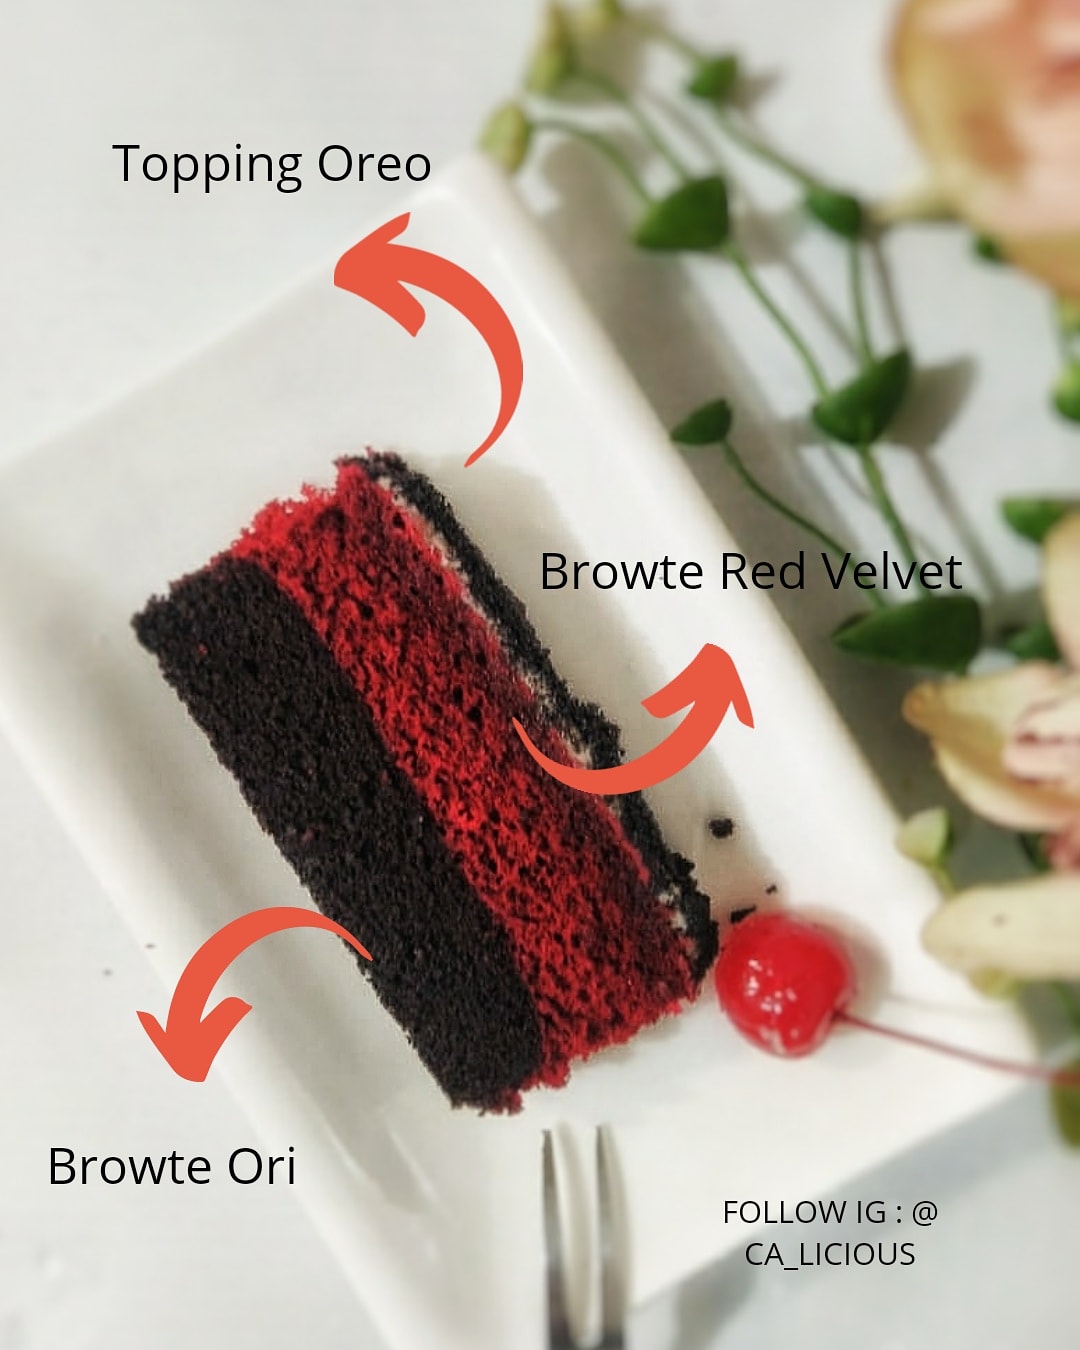 Topping Oreo
Browte Red Velvet
Browte Ori
FOLLOW IG : @
CA_LICIOUS